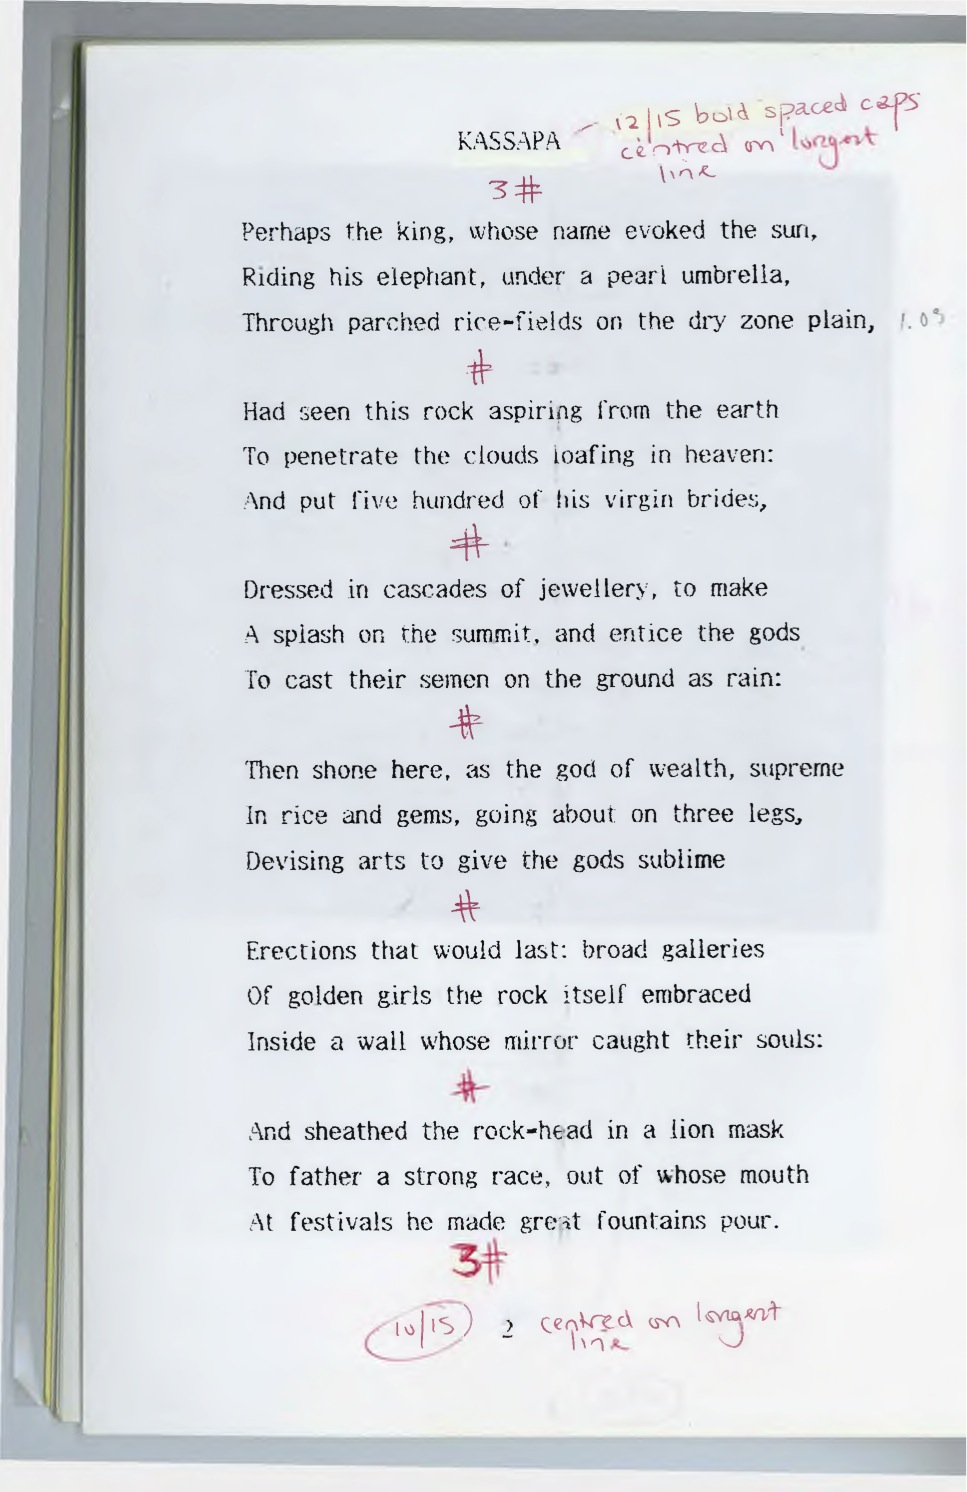 KASSAPA – 12/15 bold spaced caps
centred on longest
line
3#
Perhaps the king, whose name evoked the sun,
Riding his elephant, under a pearl umbrella,
Through parched rice-fields on the dry zone plain,
#
Had seen this rock aspiring from the earth
To penetrate the clouds loafing in heaven:
And put five hundred of his virgin brides,
#
Dressed in cascades of jewellery, to make
A splash on the summit, and entice the gods
To cast their semen on the ground as rain:
#
Then shone here, as the god of wealth, supreme
In rice and gems, going about on three legs,
Devising arts to give the gods sublime
#
Erections that would last: broad galleries
Of golden girls the rock itself embraced
Inside a wall whose mirror caught their souls:
#
And sheathed the rock-head in a lion mask
To father a strong race, out of whose mouth
At festivals he made great fountains pour.
3#
10/15 2 centred on longest
line